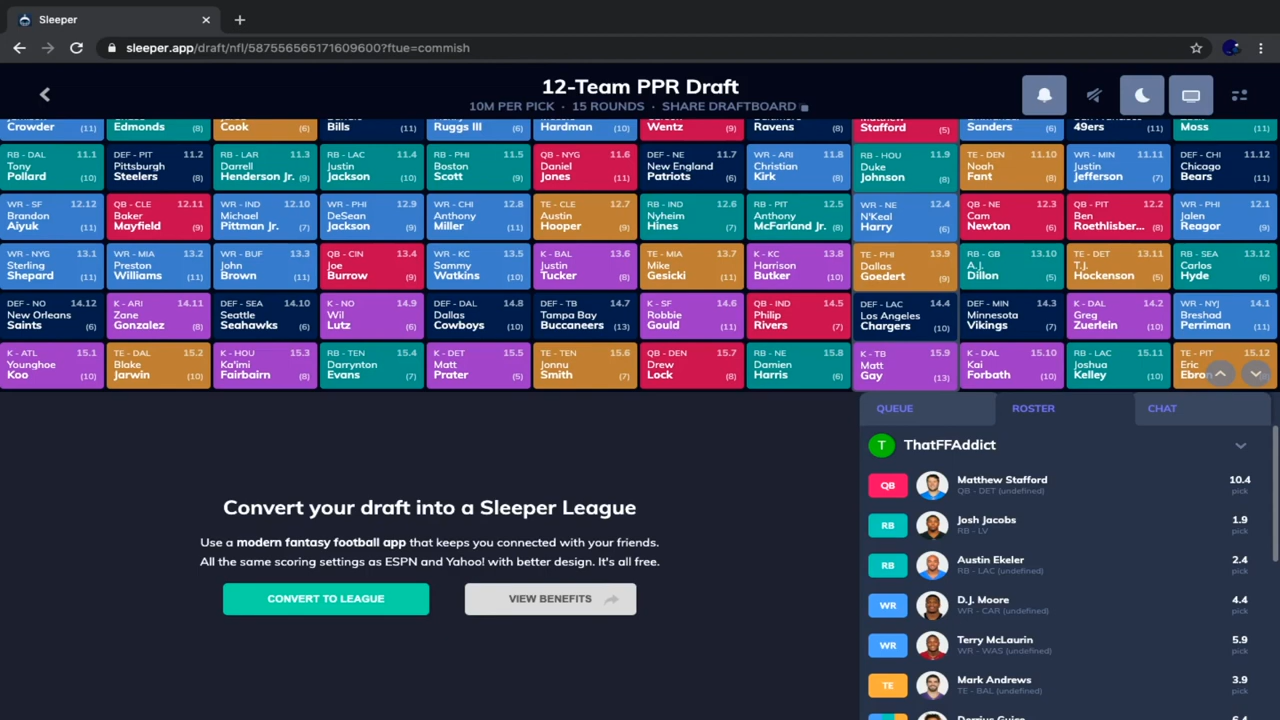 Sleeper
sleeper.app/draft/nfl/587556565171609600?ftue=commish
12-Team PPR Draft
10M PER PICK · 15 ROUNDS · SHARE DRAFTBOARD
Crowder (11) Edmonds (8) Cook (6) Bills (11) Ruggs III (6) Hardman (10) Wentz (9) Ravens (8) Stafford (5) Sanders (6) 49ers (11) Moss
RB - DAL 11.1 DEF - PIT 11.2 RB - LAR 11.3 RB - LAC 11.4 RB - PHI 11.5 QB - NYG 11.6 DEF - NE 11.7 WR - ARI 11.8 RB - HOU 11.9 TE - DEN 11.10 WR - MIN 11.11 DEF - CHI 11.12
Tony Pittsburgh Darrell Justin Boston Daniel New England Christian Duke Noah Justin Chicago
Pollard (10) Steelers (8) Henderson Jr. (9) Jackson (10) Scott (9) Jones (11) Patriots (6) Kirk (8) Johnson (8) Fant (8) Jefferson (7) Bears (11)
WR - SF 12.12 QB - CLE 12.11 WR - IND 12.10 WR - PHI 12.9 WR - CHI 12.8 TE - CLE 12.7 RB - IND 12.6 RB - PIT 12.5 WR - NE 12.4 QB - NE 12.3 QB - PIT 12.2 WR - PHI 12.1
Brandon Baker Michael DeSean Anthony Austin Nyheim Anthony N'Keal Cam Ben Jalen
Aiyuk (11) Mayfield (9) Pittman Jr. (7) Jackson (9) Miller (11) Hooper (9) Hines (7) McFarland Jr. (8) Harry (6) Newton (6) Roethlisber... (8) Reagor (9)
WR - NYG 13.1 WR - MIA 13.2 WR - BUF 13.3 QB - CIN 13.4 WR - KC 13.5 K - BAL 13.6 TE - MIA 13.7 K - KC 13.8 TE - PHI 13.9 RB - GB 13.10 TE - DET 13.11 RB - SEA 13.12
Sterling Preston John Joe Sammy Justin Mike Harrison Dallas A.J. T.J. Carlos
Shepard (11) Williams (11) Brown (11) Burrow (9) Watkins (10) Tucker (8) Gesicki (11) Butker (10) Goedert (9) Dillon (5) Hockenson (5) Hyde (6)
DEF - NO 14.12 K - ARI 14.11 DEF - SEA 14.10 K - NO 14.9 DEF - DAL 14.8 DEF - TB 14.7 K - SF 14.6 QB - IND 14.5 DEF - LAC 14.4 DEF - MIN 14.3 K - DAL 14.2 WR - NYJ 14.1
New Orleans Zane Seattle Wil Dallas Tampa Bay Robbie Philip Los Angeles Minnesota Greg Breshad
Saints (6) Gonzalez (8) Seahawks (6) Lutz (6) Cowboys (10) Buccaneers (13) Gould (11) Rivers (7) Chargers (10) Vikings (7) Zuerlein (10) Perriman (11)
K - ATL 15.1 TE - DAL 15.2 K - HOU 15.3 RB - TEN 15.4 K - DET 15.5 TE - TEN 15.6 QB - DEN 15.7 RB - NE 15.8 K - TB 15.9 K - DAL 15.10 RB - LAC 15.11 TE - PIT 15.12
Younghoe Blake Ka'imi Darrynton Matt Jonnu Drew Damien Matt Kai Joshua Eric
Koo (10) Jarwin (10) Fairbairn (8) Evans (7) Prater (5) Smith (7) Lock (8) Harris (6) Gay (13) Forbath (10) Kelley (10) Ebron
QUEUE ROSTER CHAT
T ThatFFAddict
QB Matthew Stafford 10.4
QB - DET (undefined) pick
RB Josh Jacobs 1.9
RB - LV pick
RB Austin Ekeler 2.4
RB - LAC (undefined) pick
WR D.J. Moore 4.4
WR - CAR (undefined) pick
WR Terry McLaurin 5.9
WR - WAS (undefined) pick
TE Mark Andrews 3.9
TE - BAL (undefined) pick
Derrius Guice 6.4
Convert your draft into a Sleeper League
Use a modern fantasy football app that keeps you connected with your friends.
All the same scoring settings as ESPN and Yahoo! with better design. It's all free.
CONVERT TO LEAGUE VIEW BENEFITS